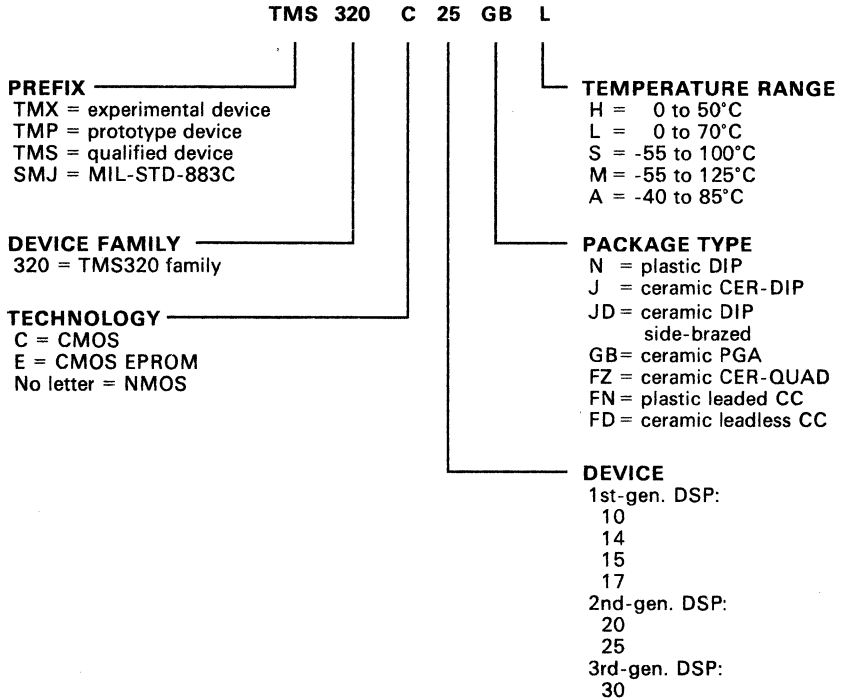 TMS 320 C 25 GB L
PREFIX
TMX = experimental device
TMP = prototype device
TMS = qualified device
SMJ = MIL-STD-883C
DEVICE FAMILY
320 = TMS320 family
TECHNOLOGY
C = CMOS
E = CMOS EPROM
No letter = NMOS
TEMPERATURE RANGE
H = 0 to 50°C
L = 0 to 70°C
S = -55 to 100°C
M = -55 to 125°C
A = -40 to 85°C
PACKAGE TYPE
N = plastic DIP
J = ceramic CER-DIP
JD = ceramic DIP
side-brazed
GB= ceramic PGA
FZ = ceramic CER-QUAD
FN = plastic leaded CC
FD = ceramic leadless CC
DEVICE
1st-gen. DSP:
10
14
15
17
2nd-gen. DSP:
20
25
3rd-gen. DSP:
30